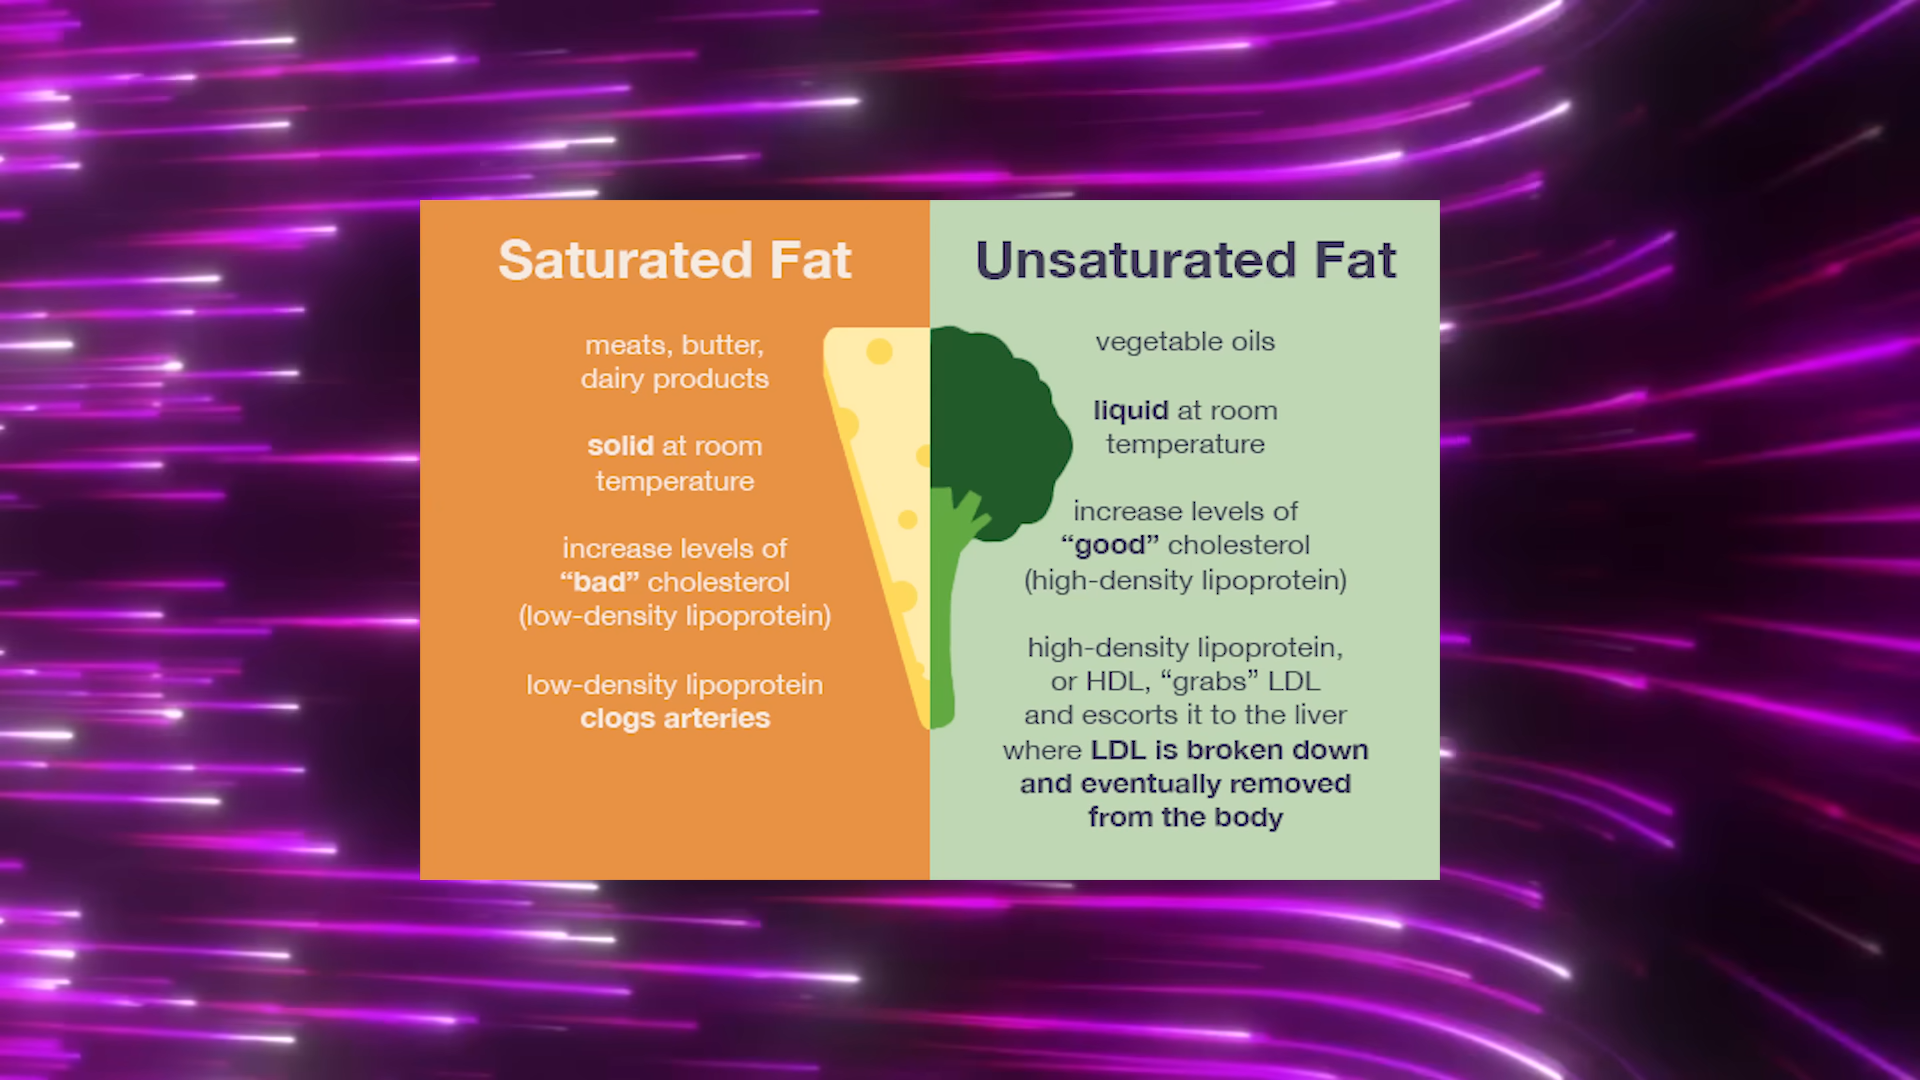 Saturated Fat
meats, butter,
dairy products
solid at room
temperature
increase levels of
“bad” cholesterol
(low-density lipoprotein)
low-density lipoprotein
clogs arteries
Unsaturated Fat
vegetable oils
liquid at room
temperature
increase levels of
“good” cholesterol
(high-density lipoprotein)
high-density lipoprotein,
or HDL, “grabs” LDL
and escorts it to the liver
where LDL is broken down
and eventually removed
from the body